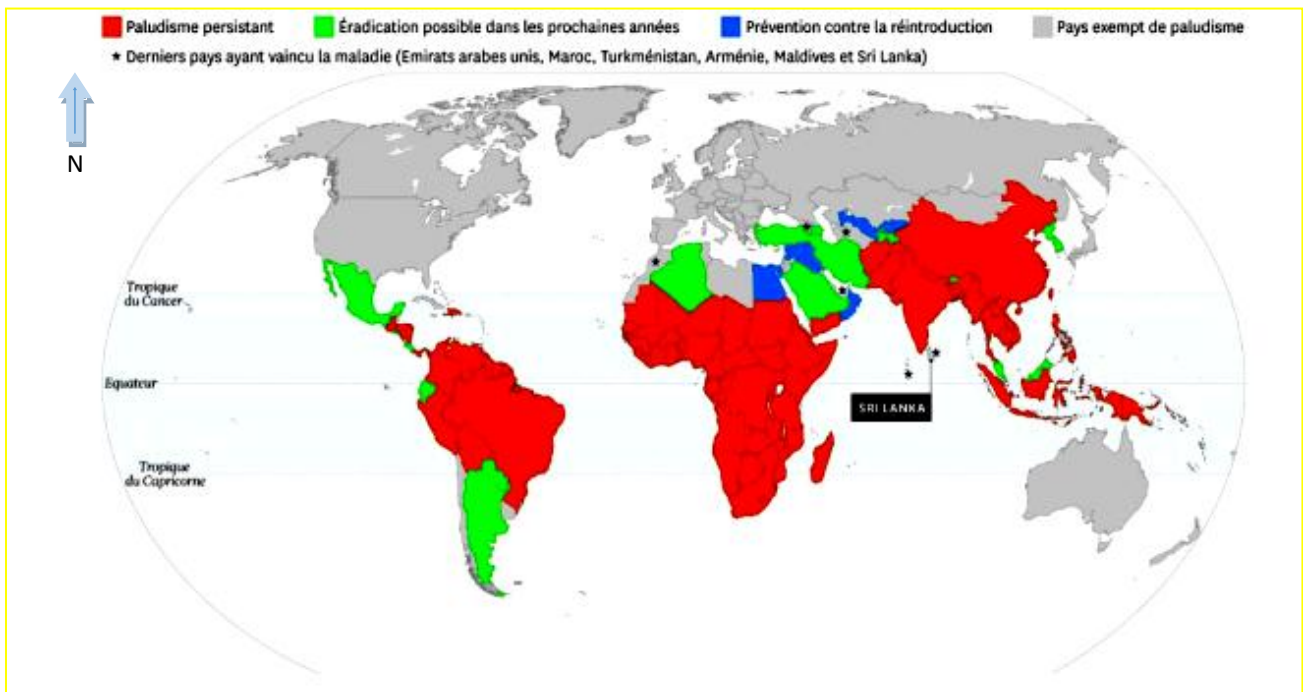 Paludisme persistant Éradication possible dans les prochaines années Prévention contre la réintroduction Pays exempt de paludisme
★ Derniers pays ayant vaincu la maladie (Emirats arabes unis, Maroc, Turkménistan, Arménie, Maldives et Sri Lanka)
N
Tropique
du Cancer
Equateur
SRI LANKA
Tropique
du Capricorne